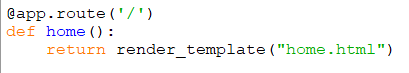 @app.route('/')
def home():
    return render_template("home.html")